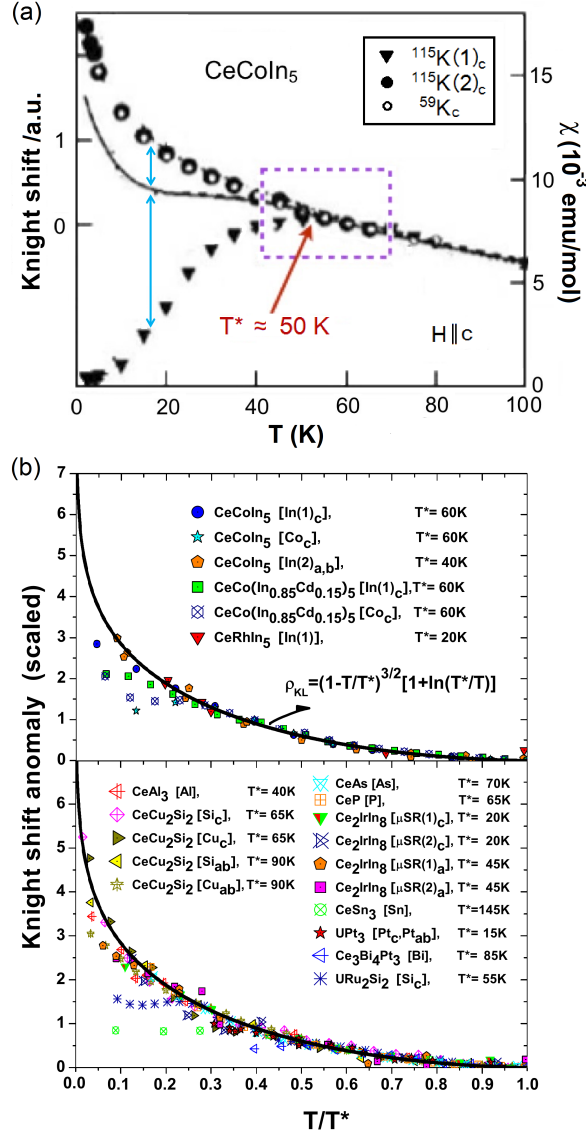 (a)
CeCoIn5
115K(1)c
115K(2)c
59Kc
Knight shift /a.u.
1
0
15
10
5
0
χ (10-3 emu/mol)
T* ≈ 50 K
H||c
0
20
40
60
80
100
T (K)
(b)
Knight shift anomaly (scaled)
7
6
5
4
3
2
1
0
CeCoIn5 [In(1)c], T*= 60K
CeCoIn5 [Coc], T*= 60K
CeCoIn5 [In(2)a,b], T*= 40K
CeCo(In0.85Cd0.15)5 [In(1)c], T*= 60K
CeCo(In0.85Cd0.15)5 [Coc], T*= 60K
CeRhIn5 [In(1)], T*= 20K
ρKL=(1-T/T*)3/2[1+ln(T*/T)]
6
5
4
3
2
1
0
CeAl3 [Al], T*= 40K
CeCu2Si2 [Sic], T*= 65K
CeCu2Si2 [Cuc], T*= 65K
CeCu2Si2 [Siab], T*= 90K
CeCu2Si2 [Cuab], T*= 90K
CeAs [As], T*= 70K
CeP [P], T*= 65K
Ce2IrIn8 [μSR(1)c], T*= 20K
Ce2IrIn8 [μSR(2)c], T*= 20K
Ce2IrIn8 [μSR(1)a], T*= 45K
Ce2IrIn8 [μSR(2)a], T*= 45K
CeSn3 [Sn], T*=145K
UPt3 [Ptc,Ptab], T*= 15K
Ce3Bi4Pt3 [Bi], T*= 85K
URu2Si2 [Sic], T*= 55K
0.0 0.1 0.2 0.3 0.4 0.5 0.6 0.7 0.8 0.9 1.0
T/T*